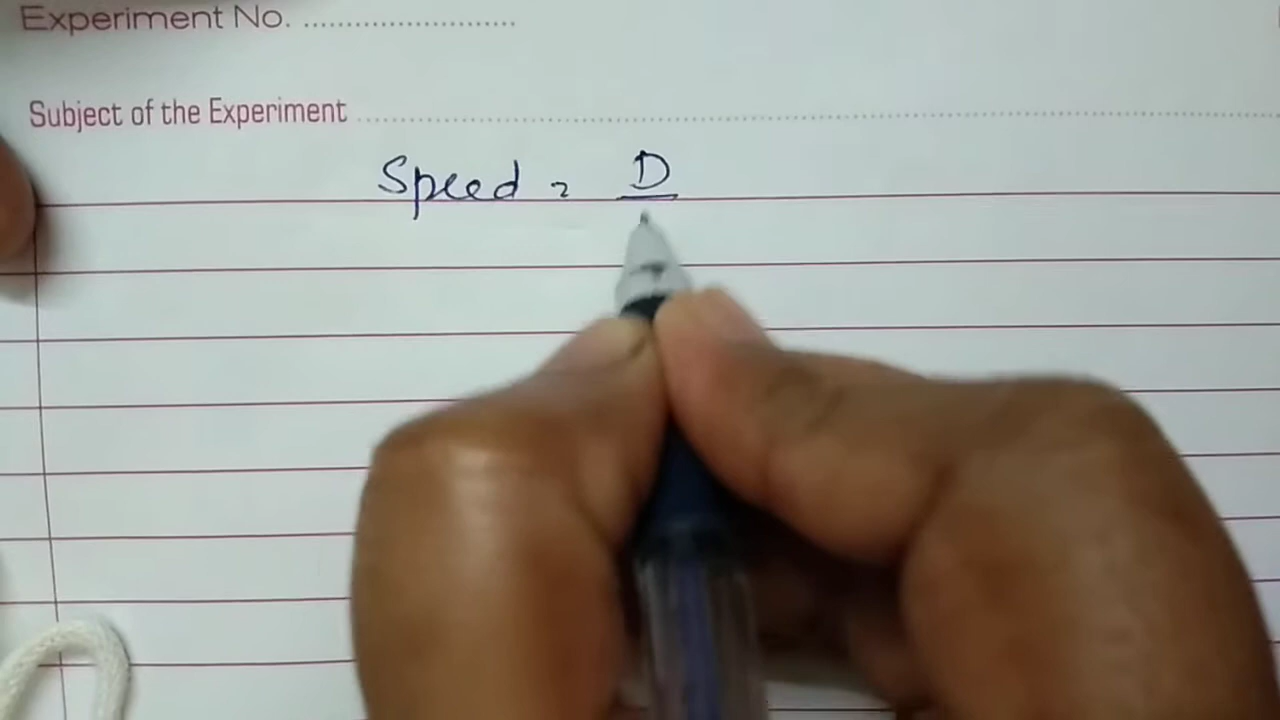 Experiment No. ........................
Subject of the Experiment ........................
Speed = D